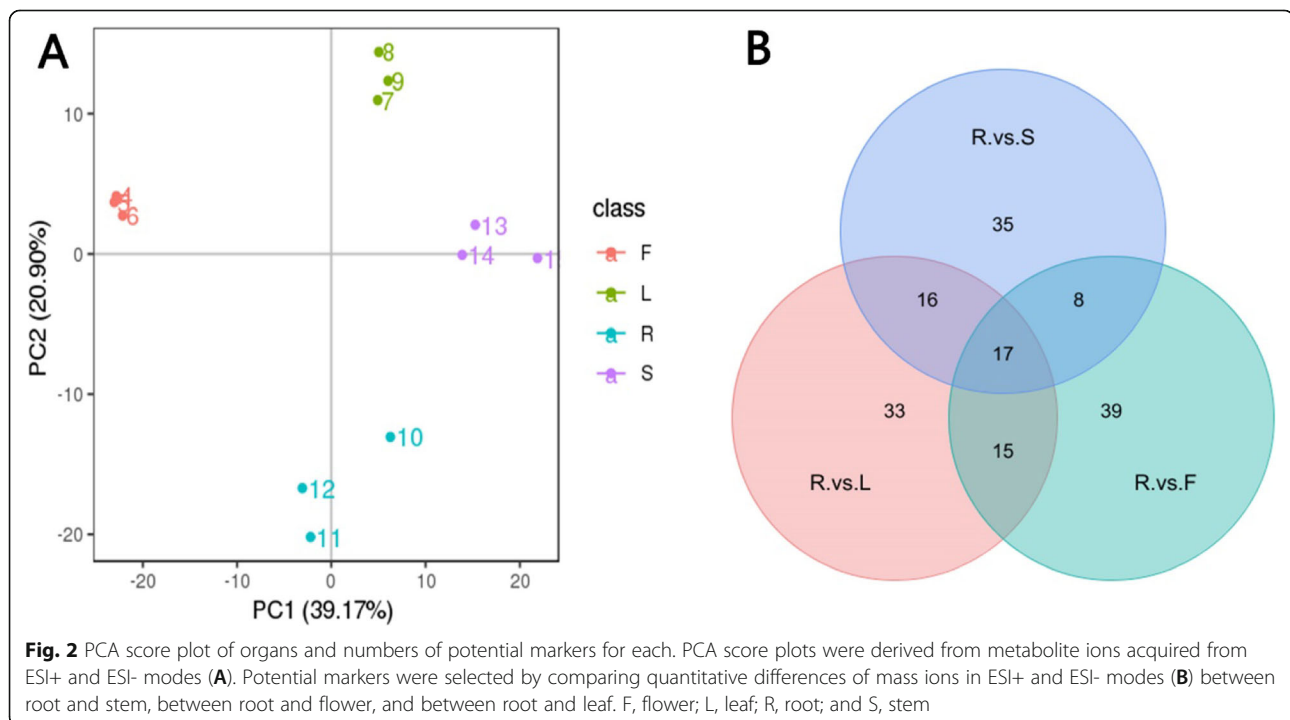 A
B
8
9
7
4
5
6
13
14
1
10
12
11
10
0
-10
-20
PC2 (20.90%)
-20 -10 0 10 20
PC1 (39.17%)
class
a F
a L
a R
a S
R.vs.S
35
16
8
17
33
39
15
R.vs.L
R.vs.F
Fig. 2 PCA score plot of organs and numbers of potential markers for each. PCA score plots were derived from metabolite ions acquired from
ESI+ and ESI- modes (A). Potential markers were selected by comparing quantitative differences of mass ions in ESI+ and ESI- modes (B) between
root and stem, between root and flower, and between root and leaf. F, flower; L, leaf; R, root; and S, stem